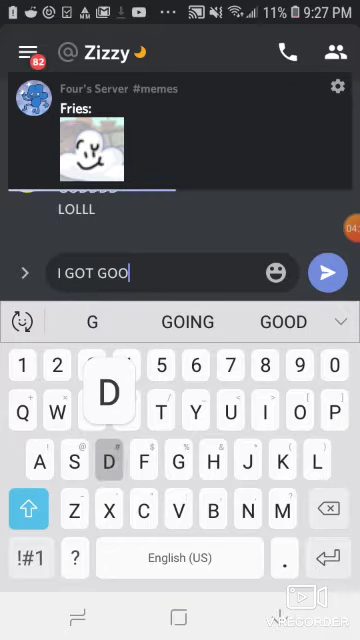 11% 9:27 PM
82
@ Zizzy
Four's Server #memes
Fries:
LOLLL
04:
I GOT GOO
G GOING GOOD
1 2 5 6 7 8 9 0
D
Q W T Y U I O P
A S D F G H J K L
Z X C V B N M
!#1 ? English (US) .
V RECORDER